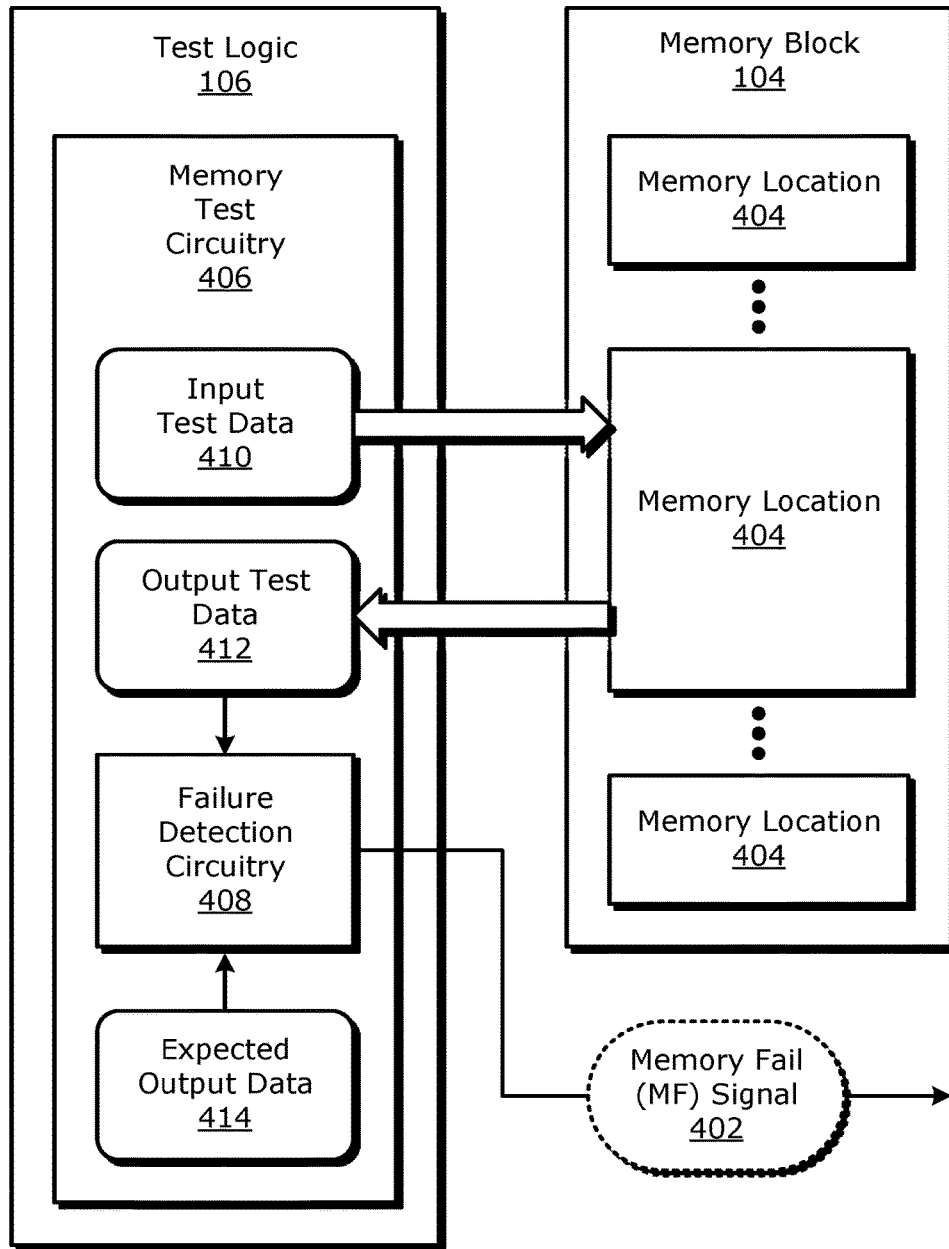 Test Logic
106
Memory
Test
Circuitry
406
Input
Test Data
410
Output Test
Data
412
Failure
Detection
Circuitry
408
Expected
Output Data
414
Memory Block
104
Memory Location
404
Memory Location
404
Memory Location
404
Memory Fail
(MF) Signal
402